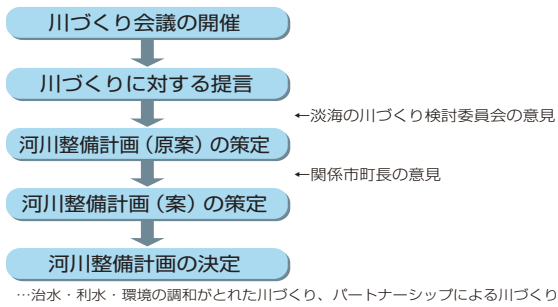 川づくり会議の開催
川づくりに対する提言
←淡海の川づくり検討委員会の意見
河川整備計画（原案）の策定
←関係市町長の意見
河川整備計画（案）の策定
河川整備計画の決定
…治水・利水・環境の調和がとれた川づくり、パートナーシップによる川づくり